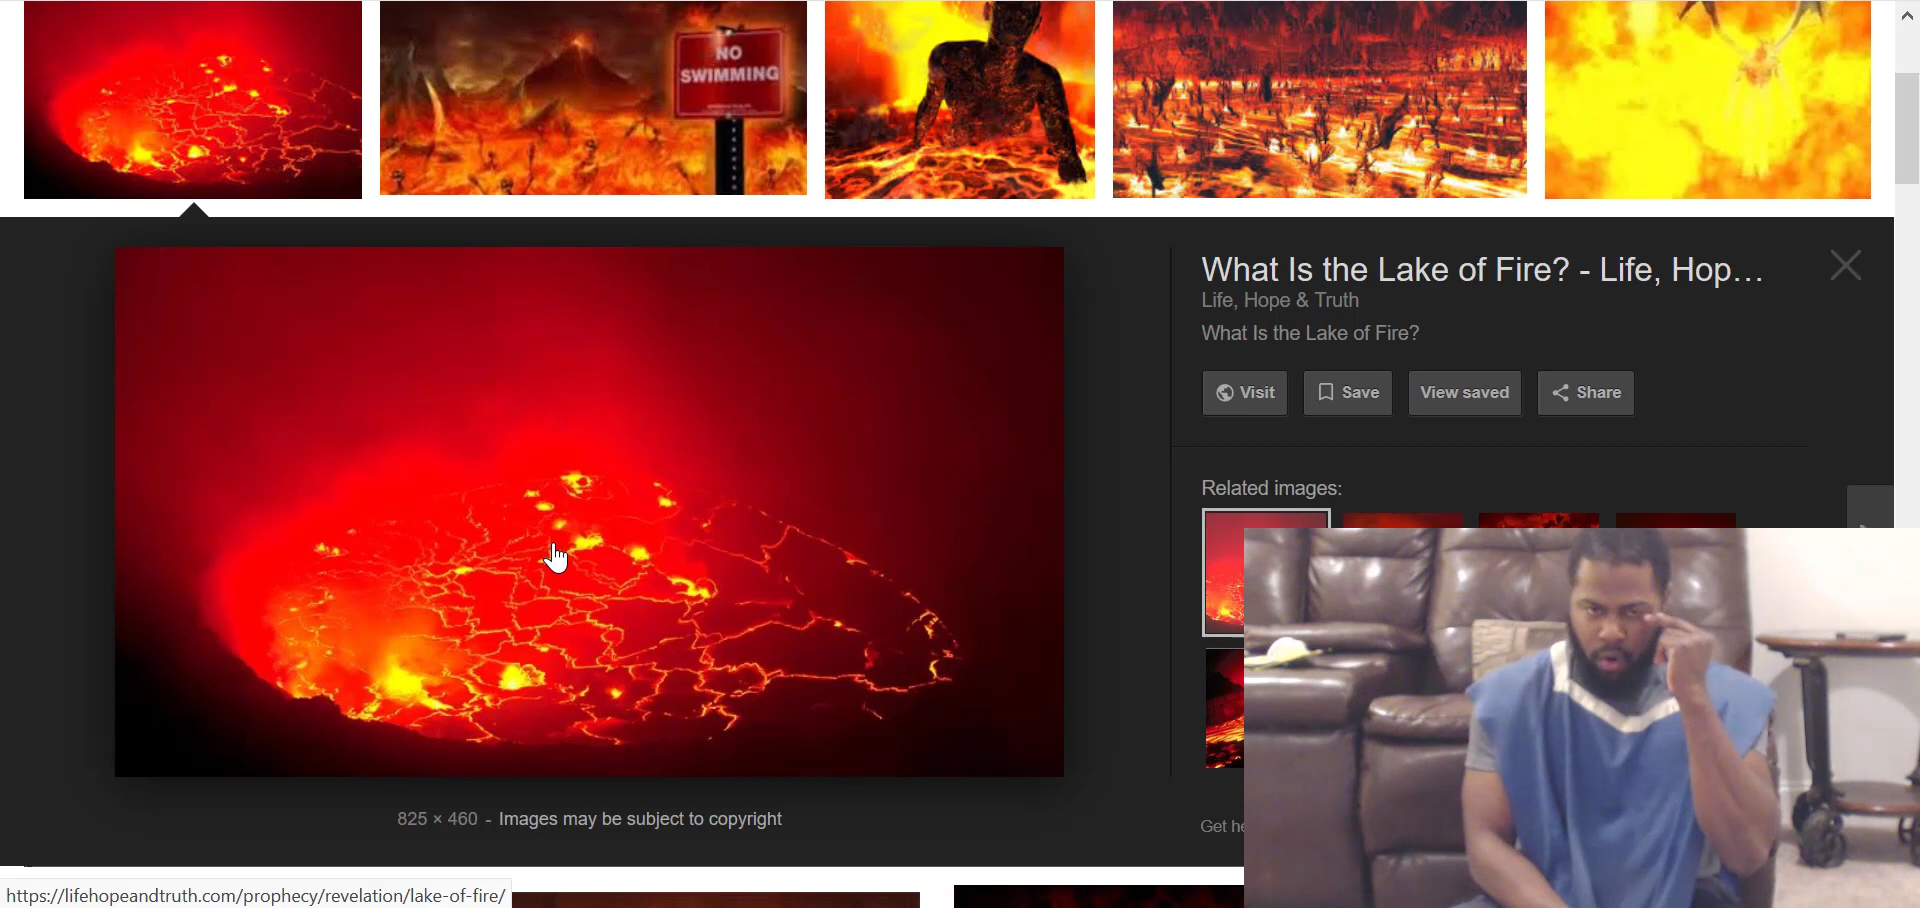 NO
SWIMMING
What Is the Lake of Fire? - Life, Hop...
Life, Hope & Truth
What Is the Lake of Fire?
Visit
Save
View saved
Share
Related images:
825 × 460 - Images may be subject to copyright
Get he
https://lifehopeandtruth.com/prophecy/revelation/lake-of-fire/